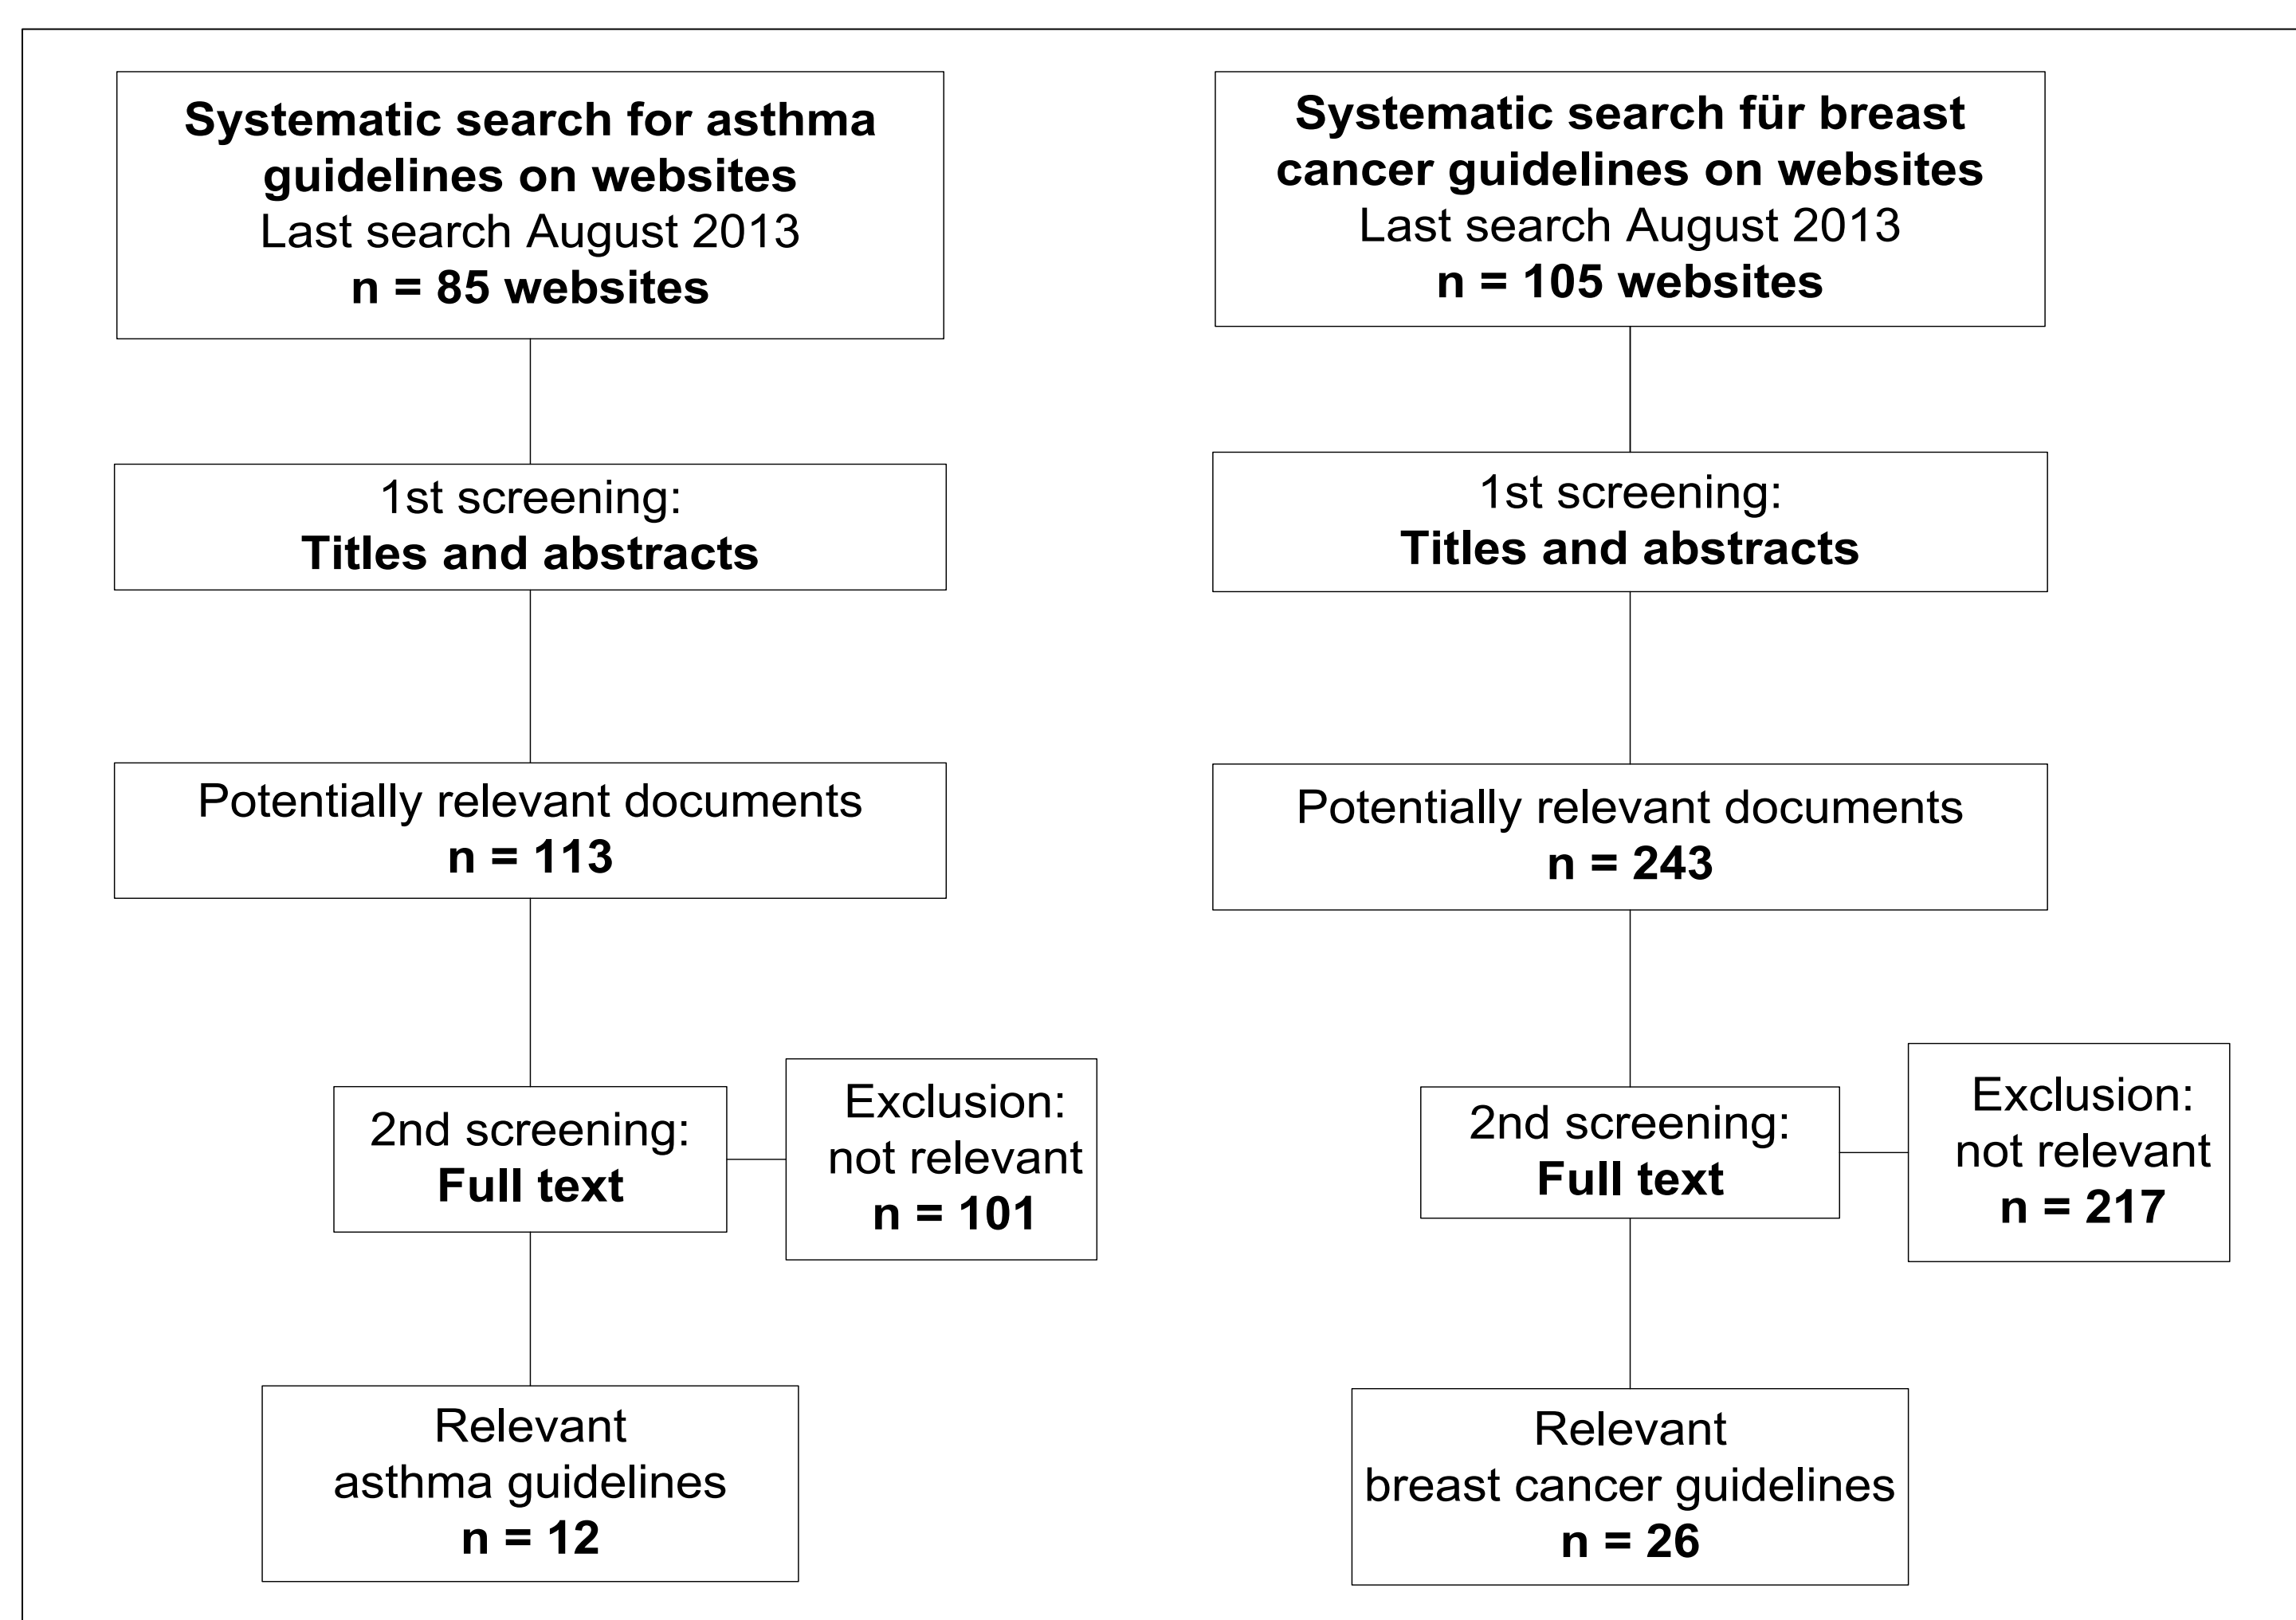 Systematic search for asthma
guidelines on websites
Last search August 2013
n = 85 websites
1st screening:
Titles and abstracts
Potentially relevant documents
n = 113
2nd screening:
Full text
Exclusion:
not relevant
n = 101
Relevant
asthma guidelines
n = 12
Systematic search für breast
cancer guidelines on websites
Last search August 2013
n = 105 websites
1st screening:
Titles and abstracts
Potentially relevant documents
n = 243
2nd screening:
Full text
Exclusion:
not relevant
n = 217
Relevant
breast cancer guidelines
n = 26